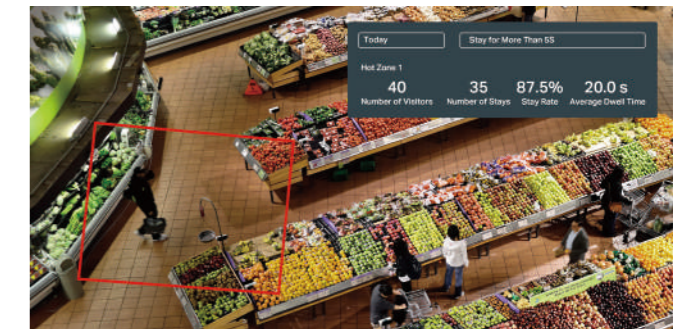 Today
Stay for More Than 5S
Hot Zone 1
40 35 87.5% 20.0 s
Number of Visitors Number of Stays Stay Rate Average Dwell Time